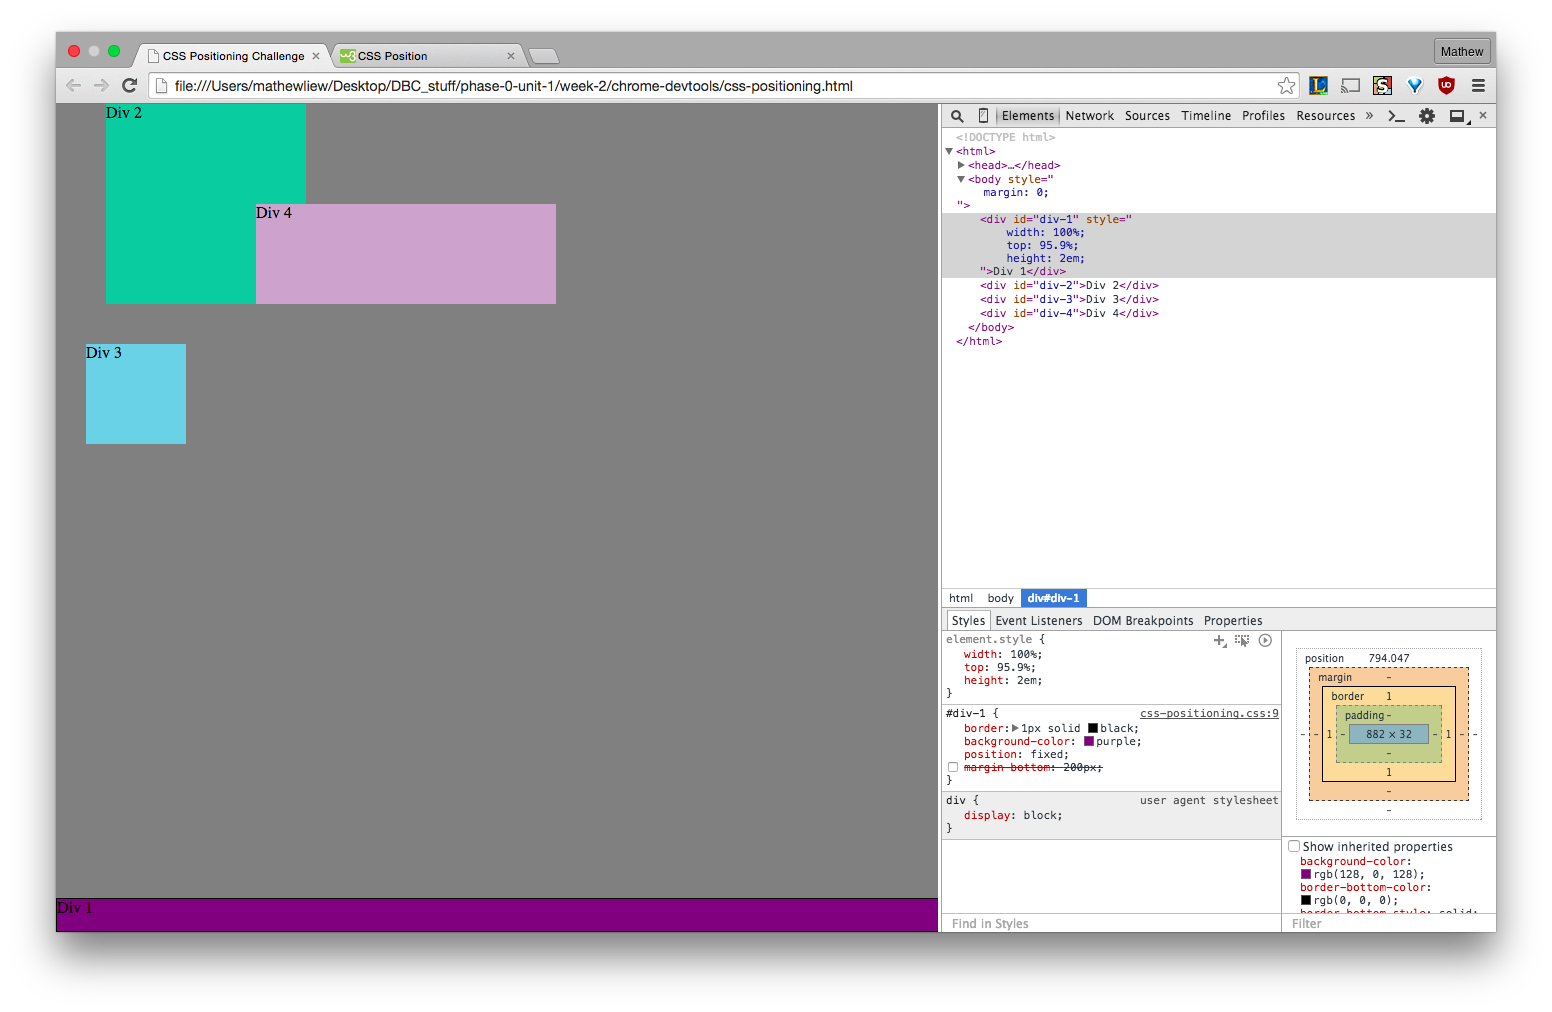 CSS Positioning Challenge
CSS Position
Mathew
file:///Users/mathewliew/Desktop/DBC_stuff/phase-0-unit-1/week-2/chrome-devtools/css-positioning.html
Div 2
Div 4
Div 3
Div 1
Elements Network Sources Timeline Profiles Resources »
<!DOCTYPE html>
<html>
<head>…</head>
<body style="
margin: 0;
">
<div id="div-1" style="
width: 100%;
top: 95.9%;
height: 2em;
">Div 1</div>
<div id="div-2">Div 2</div>
<div id="div-3">Div 3</div>
<div id="div-4">Div 4</div>
</body>
</html>
html body div#div-1
Styles Event Listeners DOM Breakpoints Properties
element.style {
width: 100%;
top: 95.9%;
height: 2em;
}
#div-1 { css-positioning.css:9
border: 1px solid black;
background-color: purple;
position: fixed;
margin-bottom: 200px;
}
div { user agent stylesheet
display: block;
}
Find in Styles
position 794.047
margin -
border 1
padding -
- - 1 - 882 × 32 - 1 - -
-
1
-
-
Show inherited properties
background-color:
rgb(128, 0, 128);
border-bottom-color:
rgb(0, 0, 0);
border-bottom-style: solid;
Filter